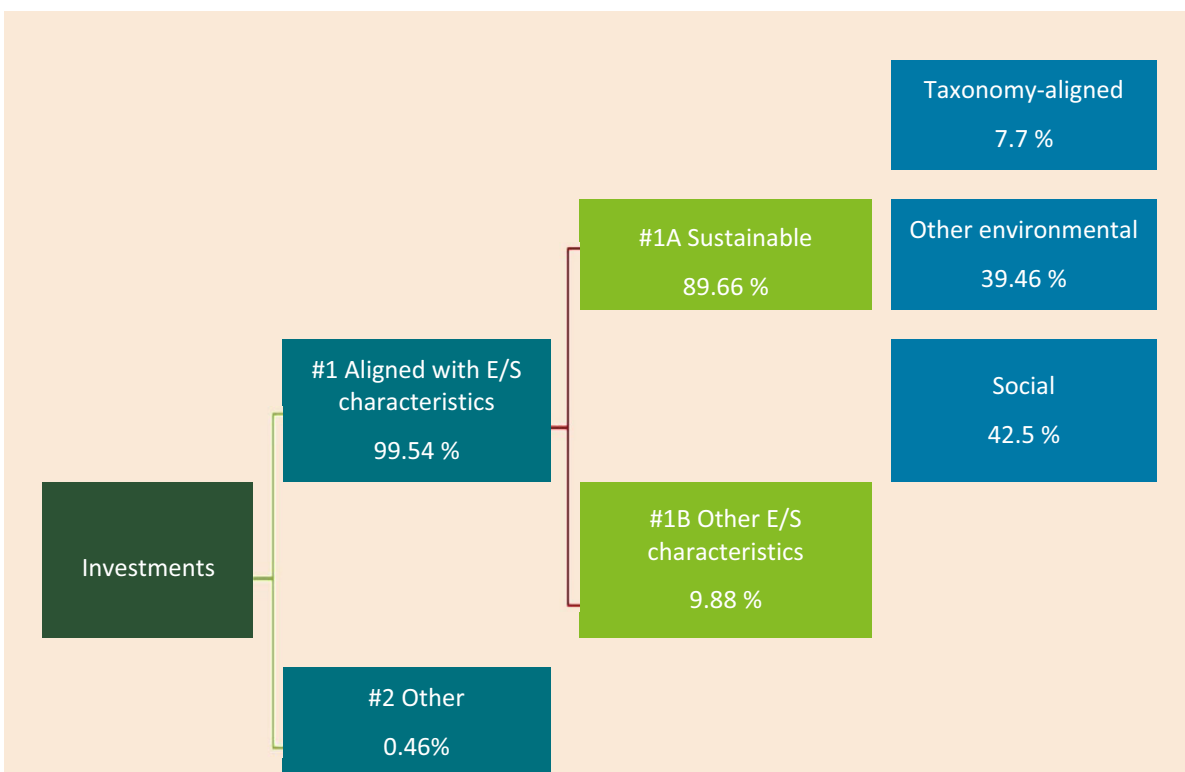 Investments
#1 Aligned with E/S
characteristics
99.54 %
#2 Other
0.46%
#1A Sustainable
89.66 %
#1B Other E/S
characteristics
9.88 %
Taxonomy-aligned
7.7 %
Other environmental
39.46 %
Social
42.5 %